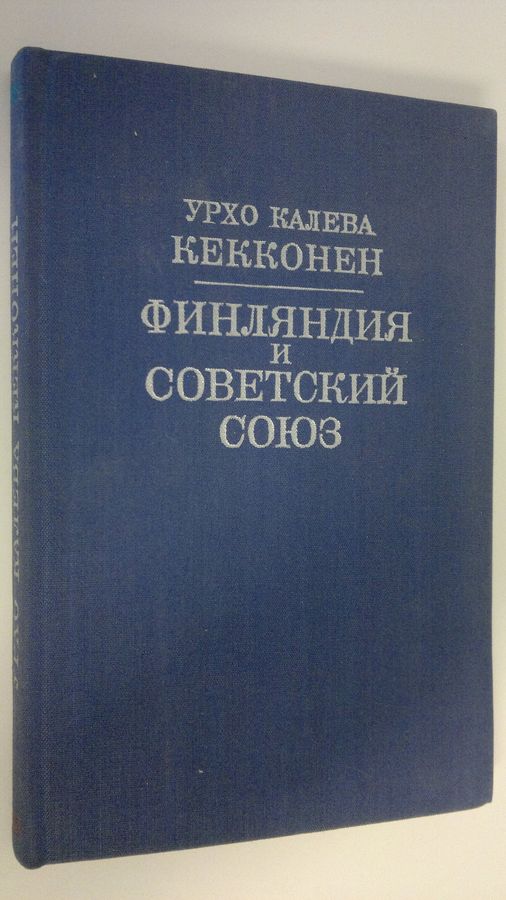 УРХО КАЛЕВА
КЕККОНЕН
ФИНЛЯНДИЯ
и
СОВЕТСКИЙ
СОЮЗ